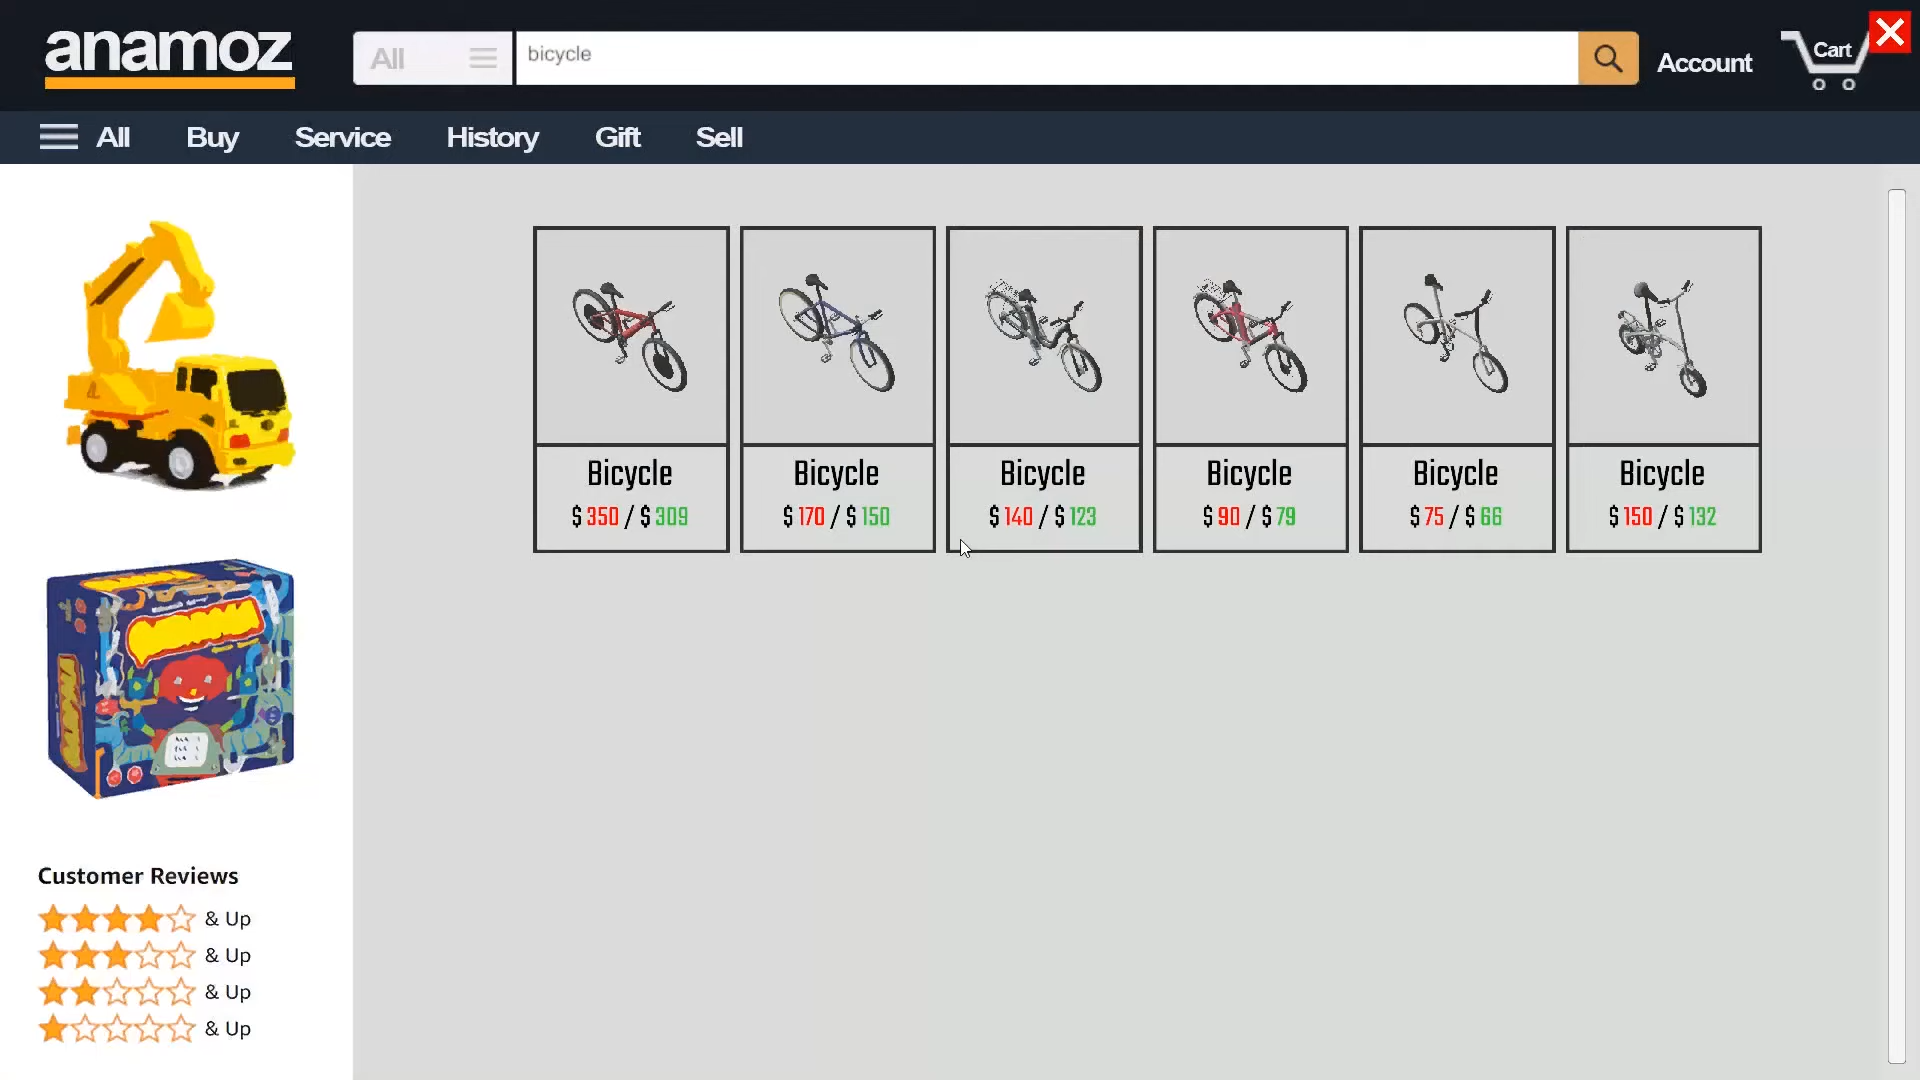 anamoz
All
bicycle
Account
Cart
All Buy Service History Gift Sell
Bicycle
$ 350 / $ 309
Bicycle
$ 170 / $ 150
Bicycle
$ 140 / $ 123
Bicycle
$ 90 / $ 79
Bicycle
$ 75 / $ 66
Bicycle
$ 150 / $ 132
Customer Reviews
& Up
& Up
& Up
& Up